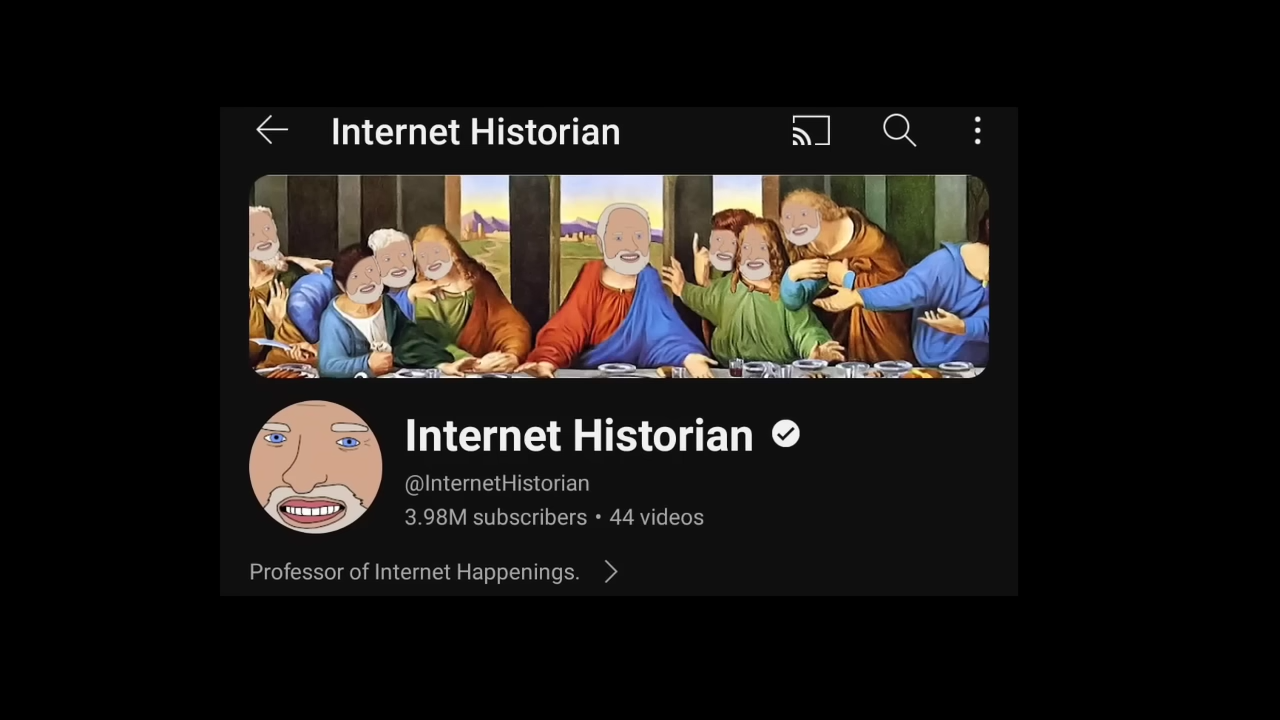 Internet Historian
Internet Historian
@InternetHistorian
3.98M subscribers • 44 videos
Professor of Internet Happenings.